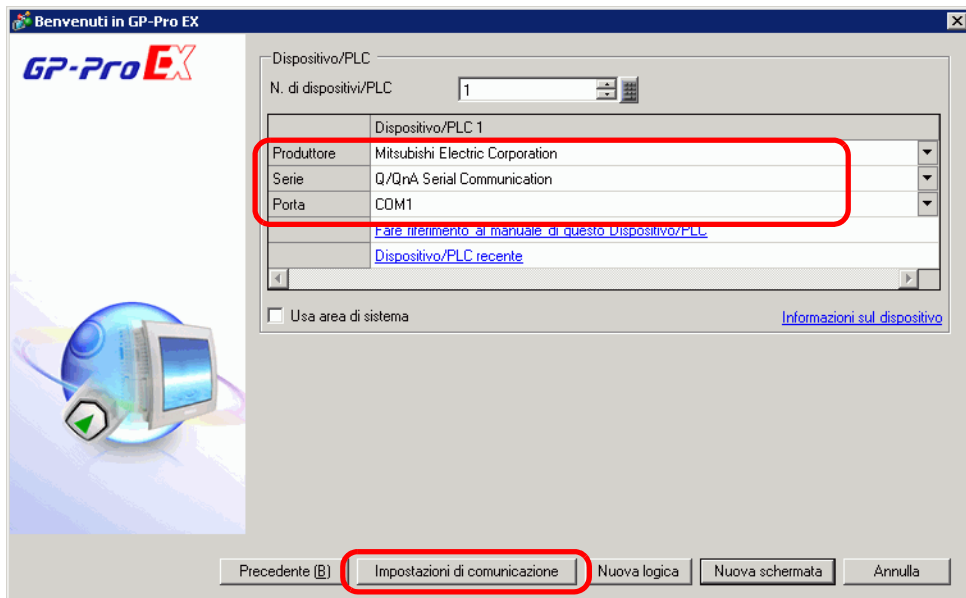 Benvenuti in GP-Pro EX
GP-Pro EX
Dispositivo/PLC
N. di dispositivi/PLC 1
Dispositivo/PLC 1
Produttore Mitsubishi Electric Corporation
Serie Q/QnA Serial Communication
Porta COM1
Fare riferimento al manuale di questo Dispositivo/PLC
Dispositivo/PLC recente
Usa area di sistema Informazioni sul dispositivo
Precedente (B) Impostazioni di comunicazione Nuova logica Nuova schermata Annulla